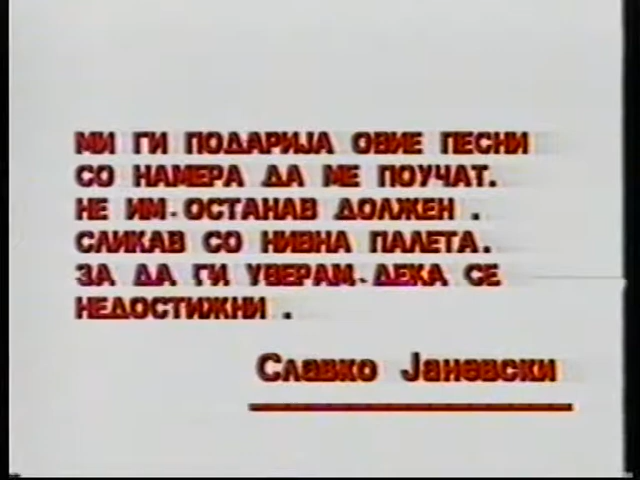 МИ ГИ ПОДАРИЈА ОВИЕ ПЕСНИ
СО НАМЕРА ДА МЕ ПОУЧАТ.
НЕ ИМ-ОСТАНАВ ДОЛЖЕН .
СЛИКАВ СО НИВНА ПАЛЕТА.
ЗА ДА ГИ УВЕРАМ-ДЕКА СЕ
НЕДОСТИЖНИ .
Славко Јаневски